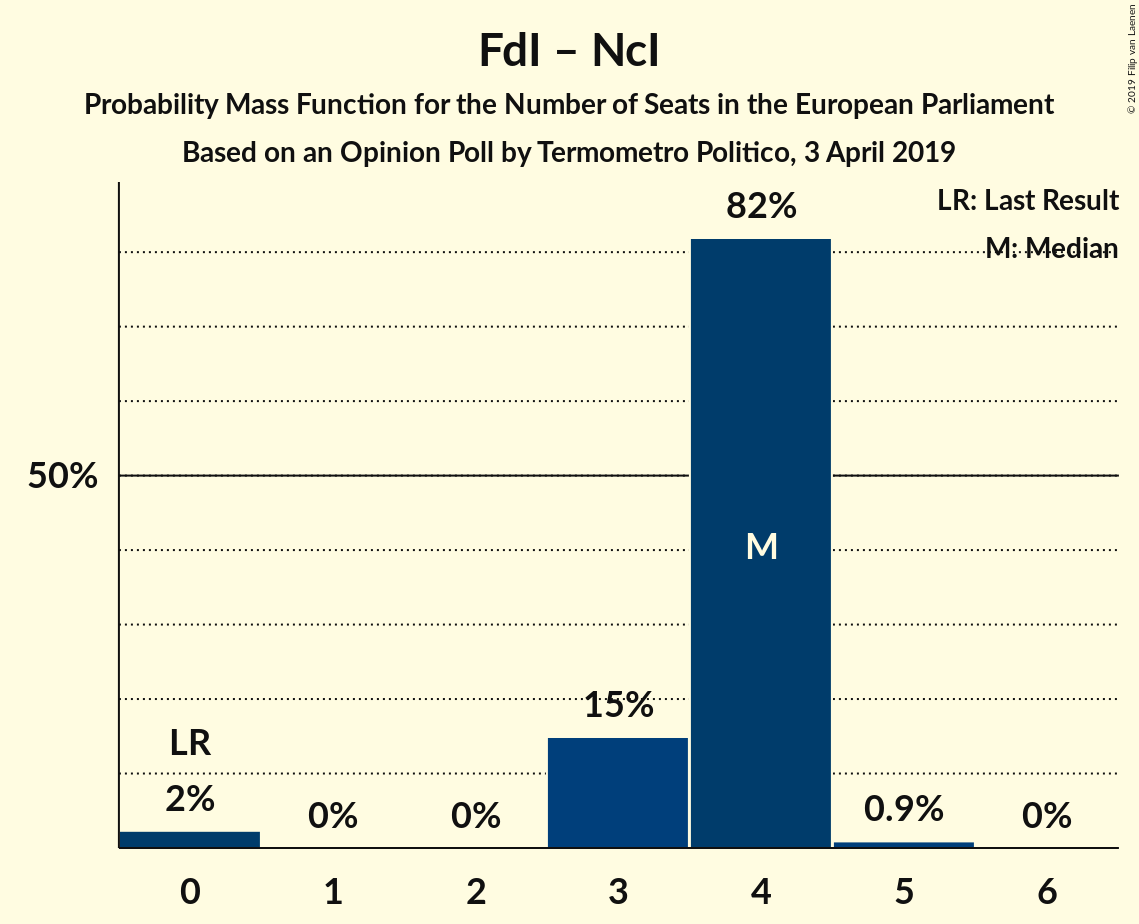 FdI – NcI
Probability Mass Function for the Number of Seats in the European Parliament
Based on an Opinion Poll by Termometro Politico, 3 April 2019
© 2019 Filip van Laenen
LR: Last Result
M: Median
82%
50%
M
15%
LR
2%
0%
0%
0.9%
0%
0 1 2 3 4 5 6